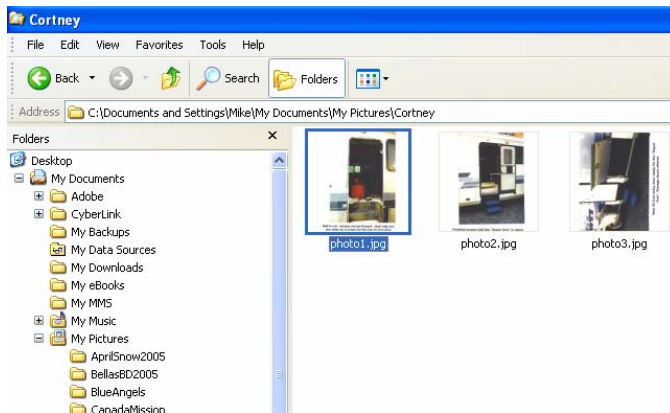 Cortney
File Edit View Favorites Tools Help
Back Search Folders
Address C:\Documents and Settings\Mike\My Documents\My Pictures\Cortney
Folders x
Desktop
My Documents
Adobe
CyberLink
My Backups
My Data Sources
My Downloads
My eBooks
My MMS
My Music
My Pictures
AprilSnow2005
BellasBD2005
BlueAngels
CanadaMission
photo1.jpg photo2.jpg photo3.jpg